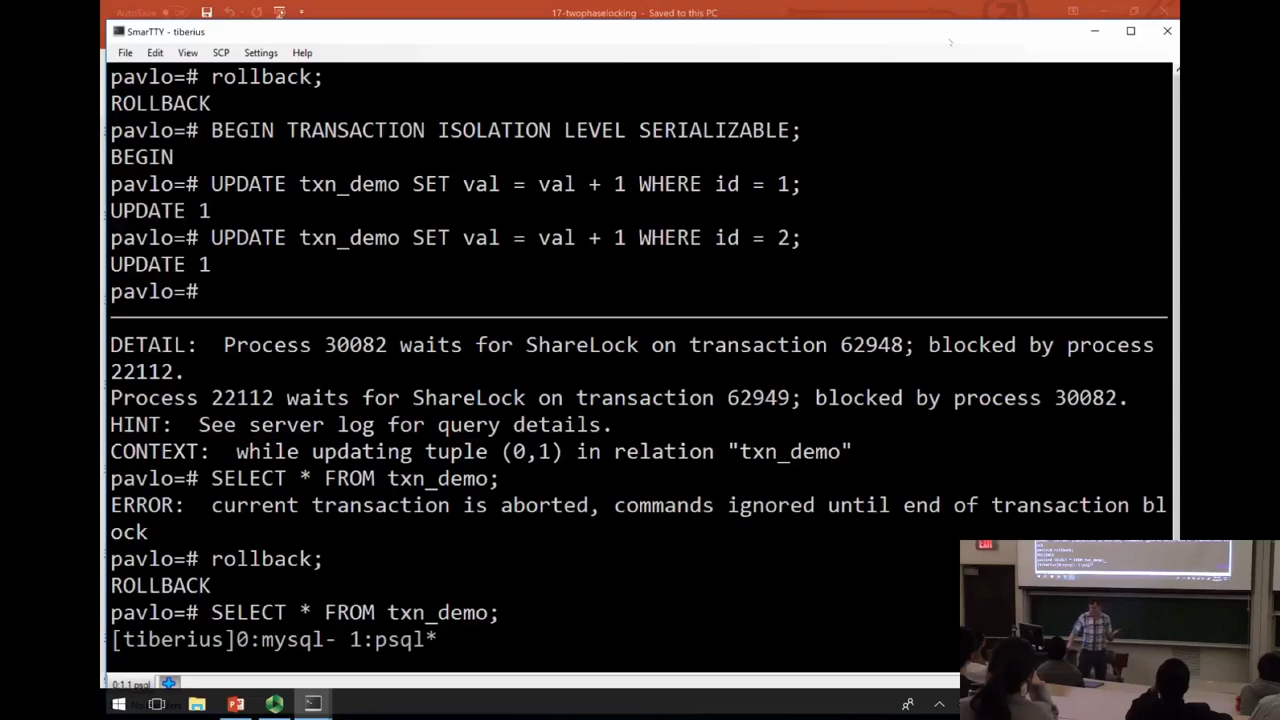 AutoSave
17-twophaselocking - Saved to this PC
SmarTTY - tiberius
File Edit View SCP Settings Help
pavlo=# rollback;
ROLLBACK
pavlo=# BEGIN TRANSACTION ISOLATION LEVEL SERIALIZABLE;
BEGIN
pavlo=# UPDATE txn_demo SET val = val + 1 WHERE id = 1;
UPDATE 1
pavlo=# UPDATE txn_demo SET val = val + 1 WHERE id = 2;
UPDATE 1
pavlo=#
DETAIL:  Process 30082 waits for ShareLock on transaction 62948; blocked by process
22112.
Process 22112 waits for ShareLock on transaction 62949; blocked by process 30082.
HINT:  See server log for query details.
CONTEXT:  while updating tuple (0,1) in relation "txn_demo"
pavlo=# SELECT * FROM txn_demo;
ERROR:  current transaction is aborted, commands ignored until end of transaction bl
ock
pavlo=# rollback;
ROLLBACK
pavlo=# SELECT * FROM txn_demo;
[tiberius]0:mysql- 1:psql*
0:1.1 psql
EXIT